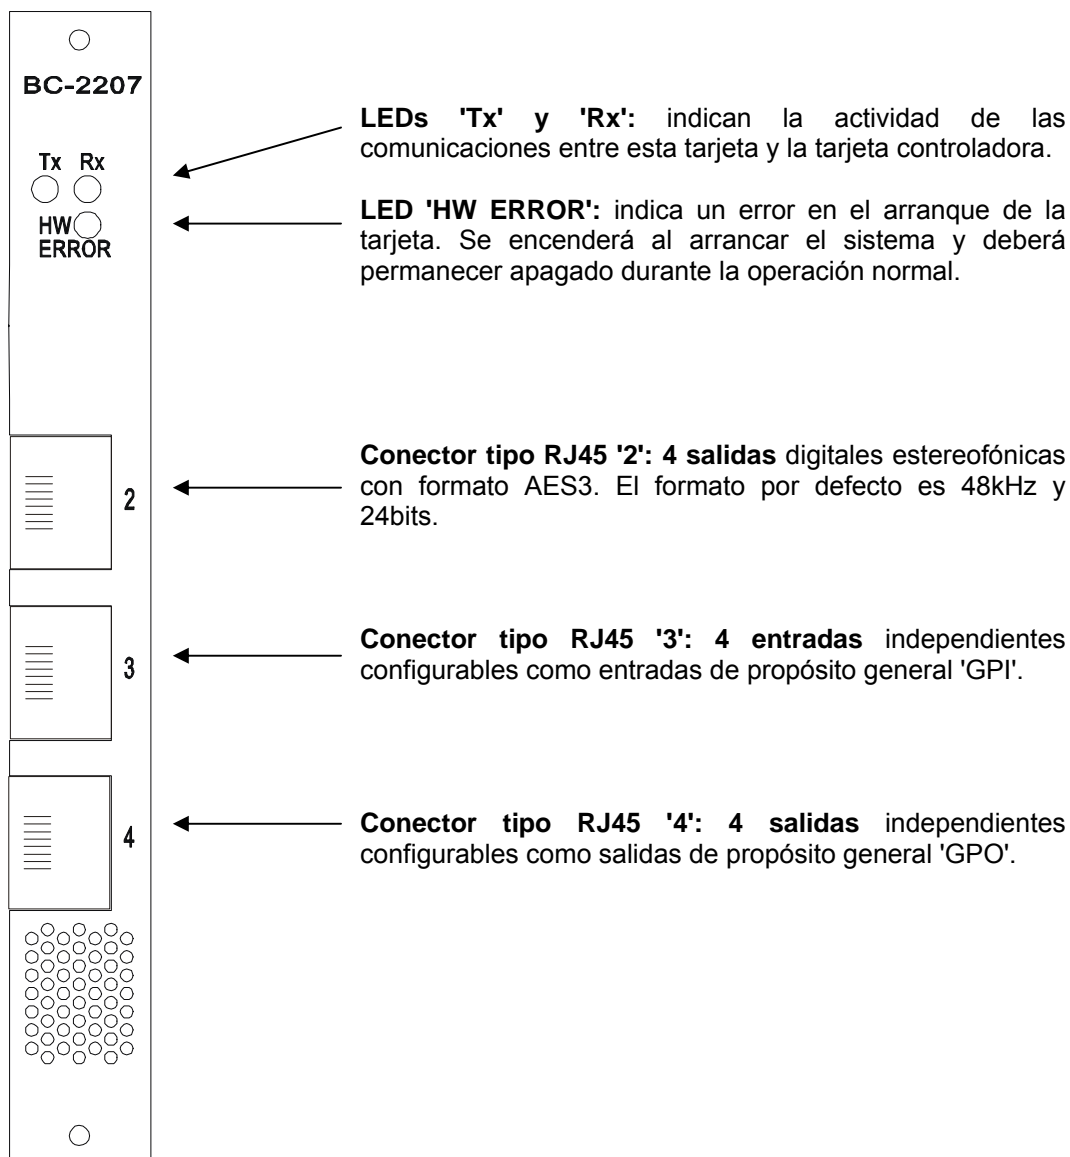 BC-2207
Tx Rx
HW
ERROR
LEDs 'Tx' y 'Rx': indican la actividad de las
comunicaciones entre esta tarjeta y la tarjeta controladora.
LED 'HW ERROR': indica un error en el arranque de la
tarjeta. Se encenderá al arrancar el sistema y deberá
permanecer apagado durante la operación normal.
2
Conector tipo RJ45 '2': 4 salidas digitales estereofónicas
con formato AES3. El formato por defecto es 48kHz y
24bits.
3
Conector tipo RJ45 '3': 4 entradas independientes
configurables como entradas de propósito general 'GPI'.
4
Conector tipo RJ45 '4': 4 salidas independientes
configurables como salidas de propósito general 'GPO'.